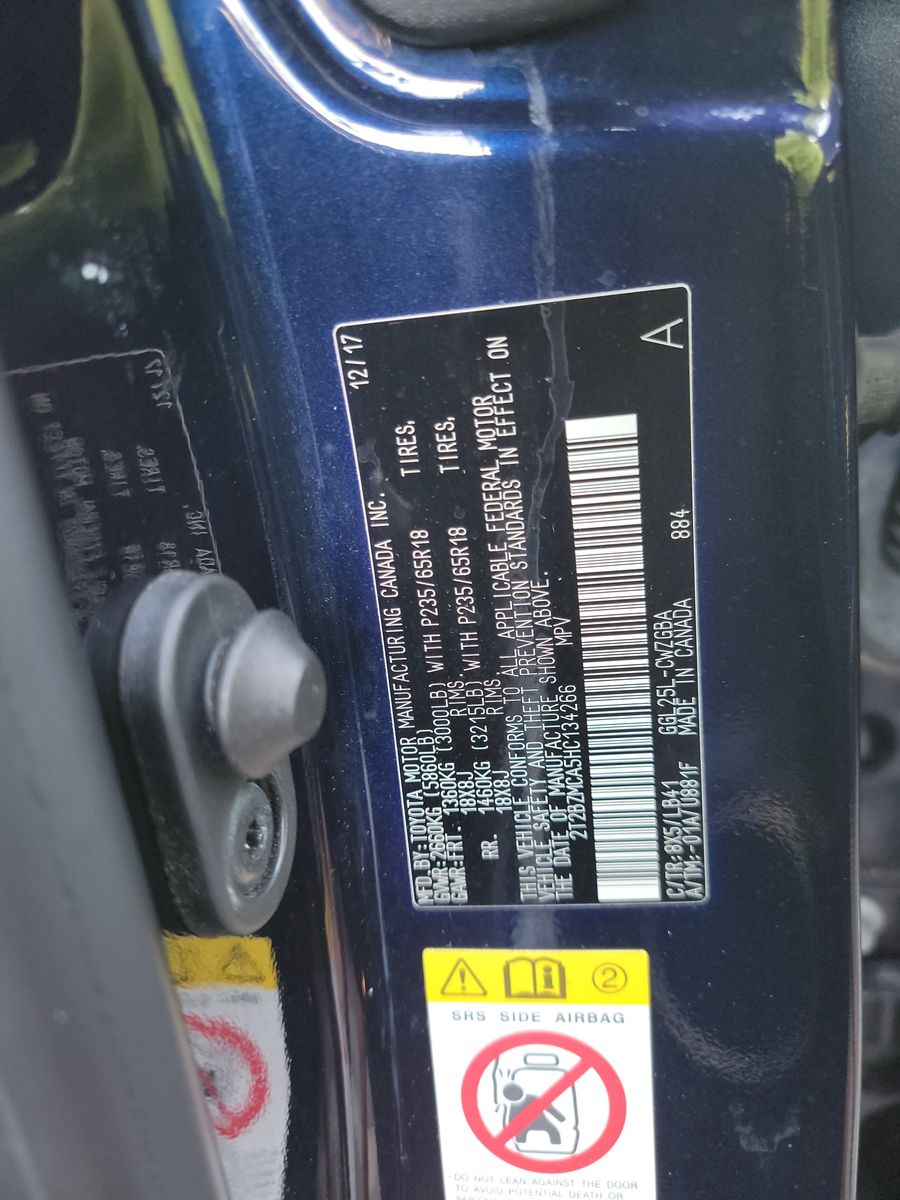 12/17
MFD.BY:TOYOTA MOTOR MANUFACTURING CANADA INC.
GVWR:2660KG (5860LB)
GAWR:FRT. 1360KG (3000LB) WITH P235/65R18 TIRES,
18X8J RIMS.
RR. 1460KG (3215LB) WITH P235/65R18 TIRES,
18X8J RIMS.
THIS VEHICLE CONFORMS TO ALL APPLICABLE FEDERAL MOTOR
VEHICLE SAFETY AND THEFT PREVENTION STANDARDS IN EFFECT ON
THE DATE OF MANUFACTURE SHOWN ABOVE.
2T2BZMCA5HC134266 MPV
C/TR:8X5/LB41 GGL25L-CWZGBA 884
A/TM:-01A/U881F MADE IN CANADA A
2
SRS SIDE AIRBAG
·DO NOT LEAN AGAINST THE DOOR
TO AVOID POTENTIAL DEATH OR